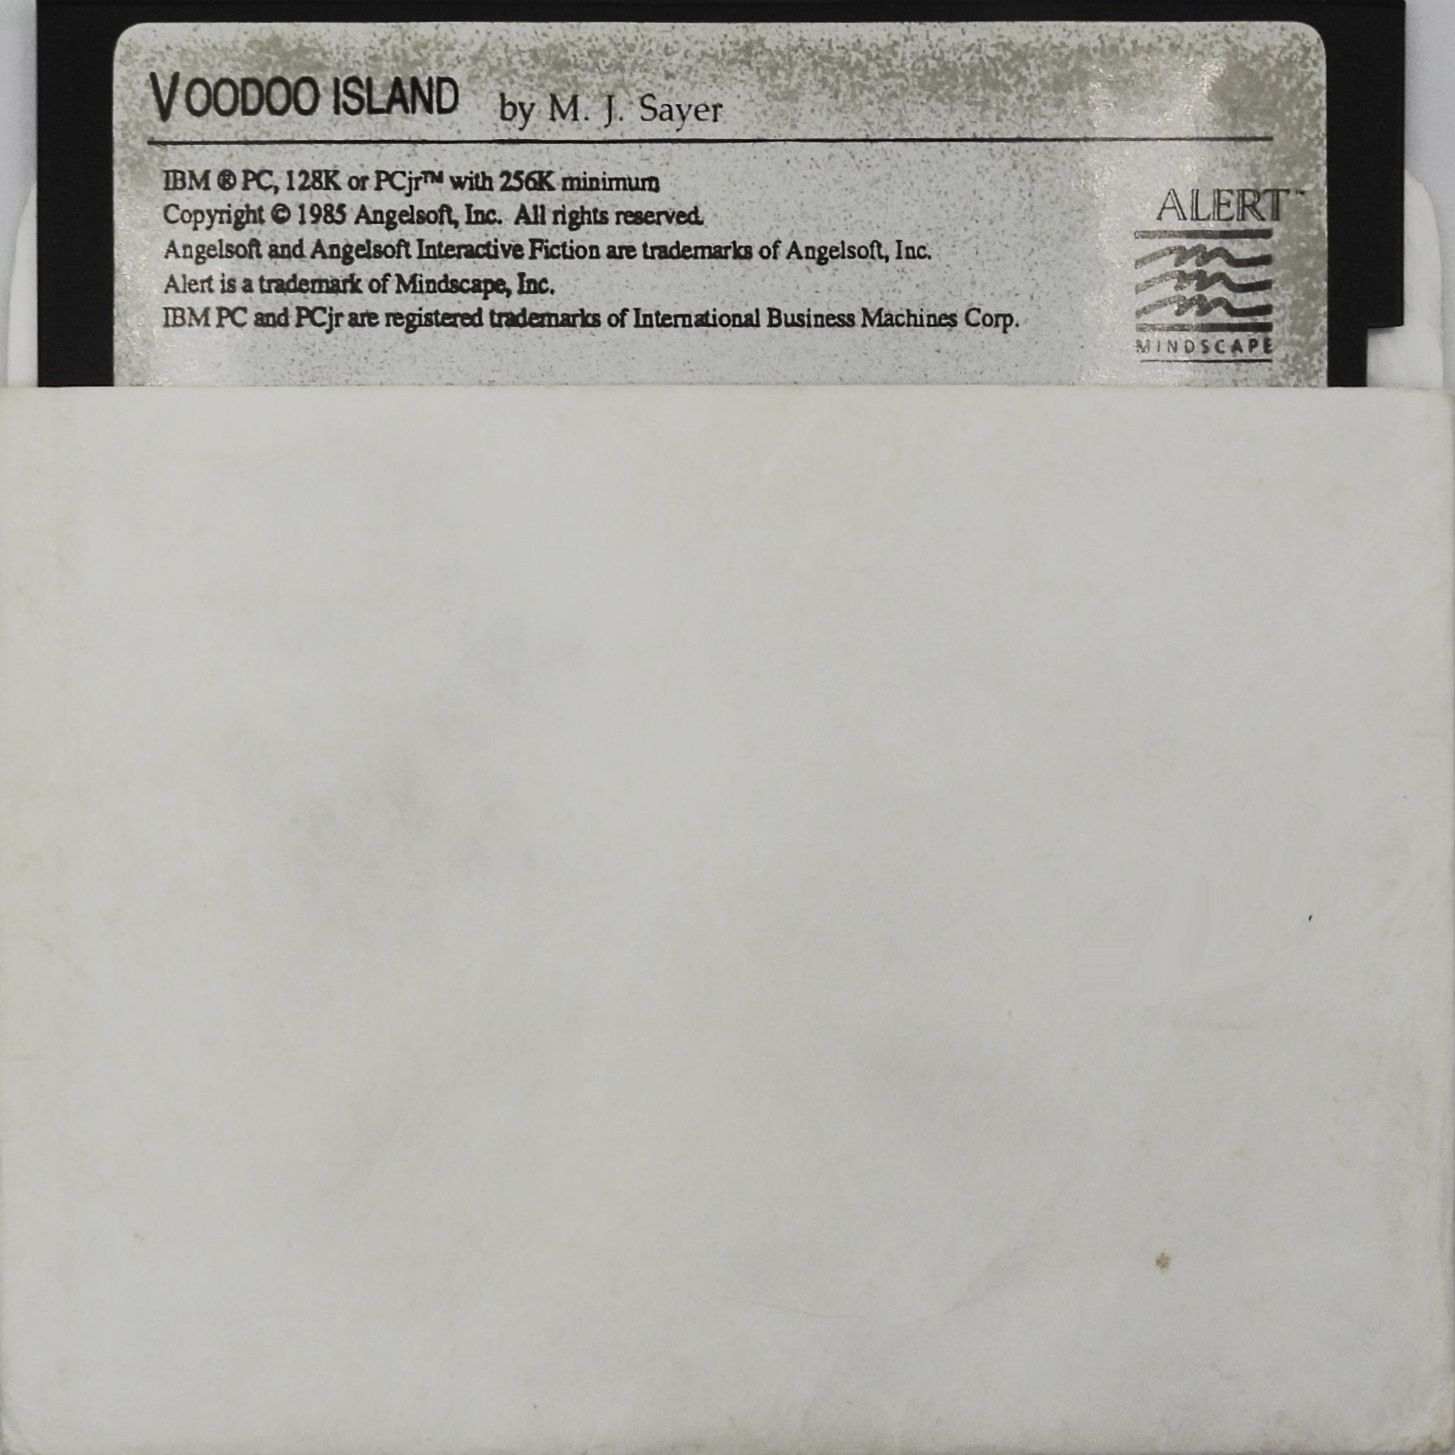 VOODOO ISLAND by M. J. Sayer
IBM ® PC, 128K or PCjr™ with 256K minimum
Copyright © 1985 Angelsoft, Inc. All rights reserved.
Angelsoft and Angelsoft Interactive Fiction are trademarks of Angelsoft, Inc.
Alert is a trademark of Mindscape, Inc.
IBM PC and PCjr are registered trademarks of International Business Machines Corp.
ALERT™
MINDSCAPE